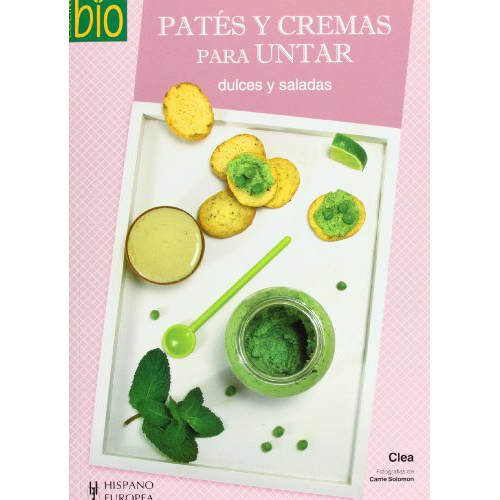 bio
PATÉS Y CREMAS
PARA UNTAR
dulces y saladas
Clea
Fotografías de
Carrie Solomon
HISPANO
EUROPEA